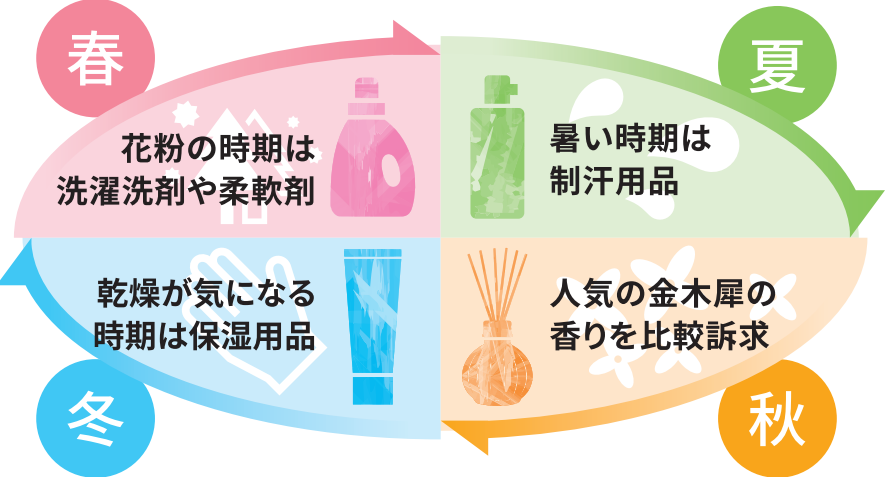 春
花粉の時期は
洗濯洗剤や柔軟剤
夏
暑い時期は
制汗用品
乾燥が気になる
時期は保湿用品
冬
人気の金木犀の
香りを比較訴求
秋